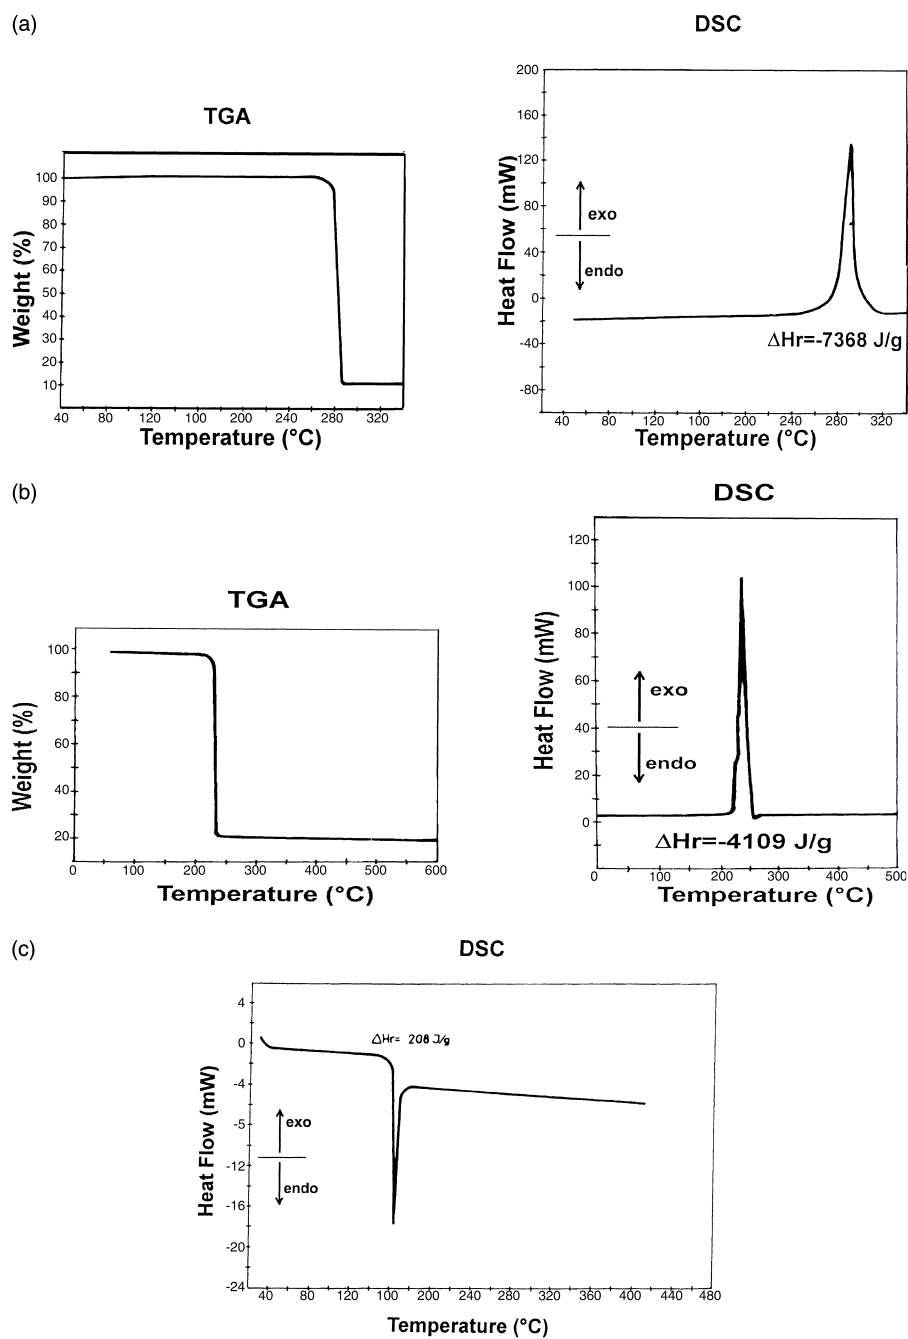 (a)
DSC
TGA
200
160
120
80
40
0
-40
-80
Heat Flow (mW)
exo
endo
ΔHr=-7368 J/g
40 80 120 160 200 240 280 320
Temperature (°C)
100
90
80
70
60
50
40
30
20
10
Weight (%)
40 80 120 160 200 240 280 320
Temperature (°C)
(b)
DSC
TGA
120
100
80
60
40
20
0
Heat Flow (mW)
exo
endo
ΔHr=-4109 J/g
0 100 200 300 400 500
Temperature (°C)
100
80
60
40
20
Weight (%)
0 100 200 300 400 500 600
Temperature (°C)
(c)
DSC
4
0
-4
-5
-12
-16
-20
-24
Heat Flow (mW)
ΔHr= 208 J/g
exo
endo
40 80 120 160 200 240 280 320 360 400 440 480
Temperature (°C)